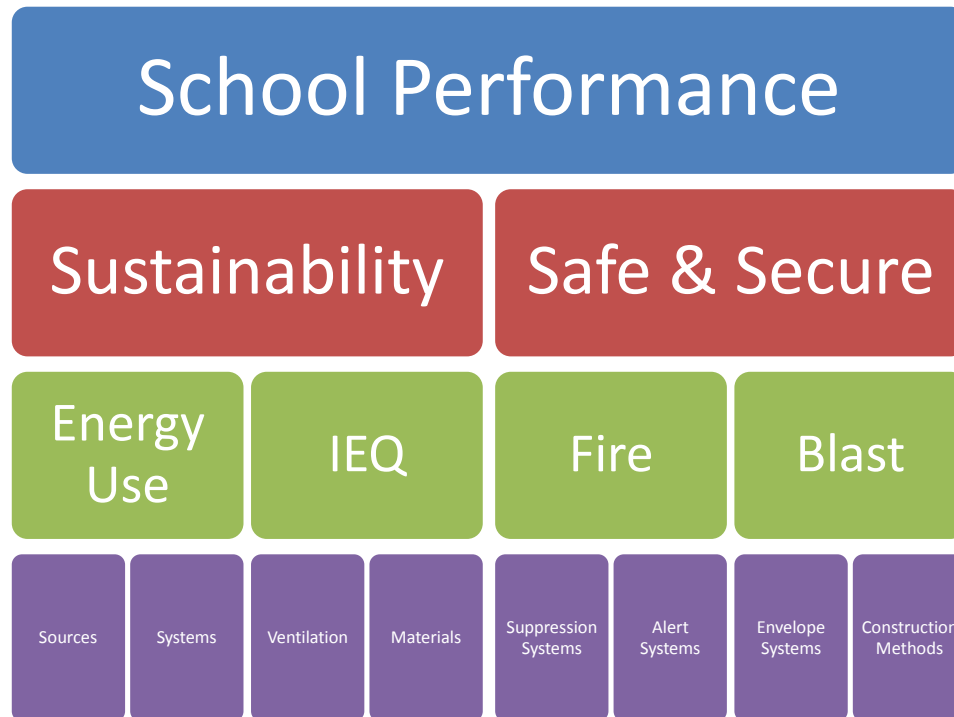 School Performance
Sustainability
Safe & Secure
Energy
Use
IEQ
Fire
Blast
Sources
Systems
Ventilation
Materials
Suppression
Systems
Alert
Systems
Envelope
Systems
Construction
Methods